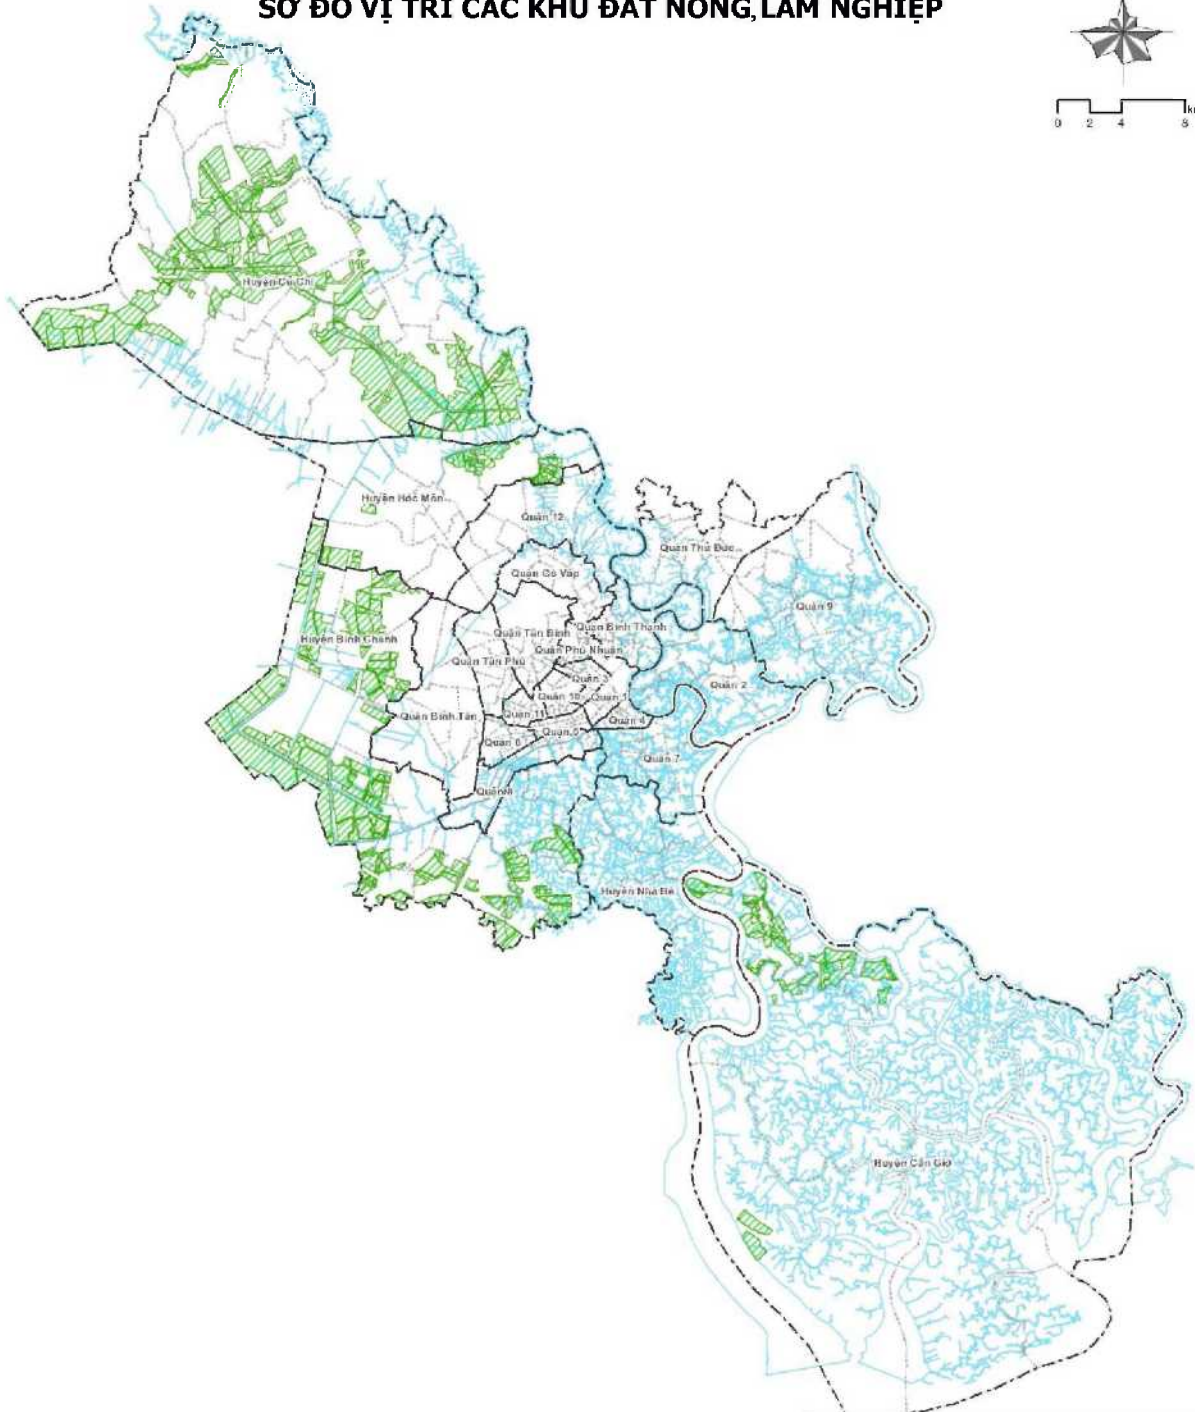 SƠ ĐỒ VỊ TRÍ CÁC KHU ĐẤT NÔNG, LÂM NGHIỆP
0 2 4 8
Huyện Củ Chi
Huyện Hóc Môn
Quận 12
Quận Thủ Đức
Quận Gò Vấp
Quận 9
Quận Bình Thạnh
Quận Tân Bình
Huyện Bình Chánh
Quận Phú Nhuận
Quận Tân Phú
Quận 3
Quận 2
Quận 10
Quận 1
Quận 11
Quận Bình Tân
Quận 4
Quận 5
Quận 6
Quận 7
Quận 8
Huyện Nhà Bè
Huyện Cần Giờ